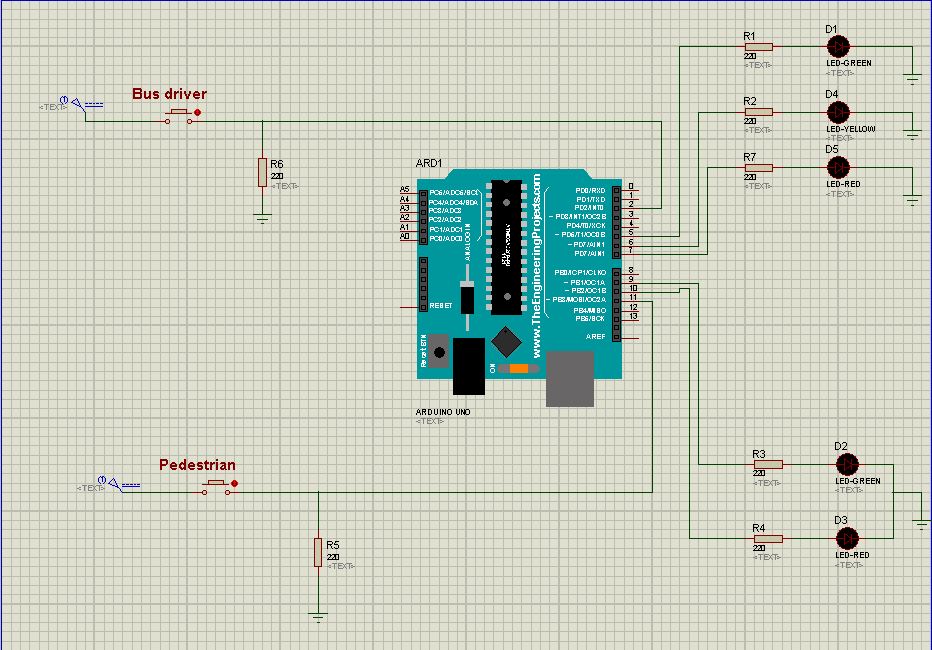 R1
220
<TEXT>
D1
LED-GREEN
<TEXT>
Bus driver
<TEXT>
R2
220
<TEXT>
D4
LED-YELLOW
<TEXT>
R6
220
<TEXT>
R7
220
<TEXT>
D5
LED-RED
<TEXT>
ARD1
A5
A4
A3
A2
A1
A0
PC5/ADC5/SCL
PC4/ADC4/SDA
PC3/ADC3
PC2/ADC2
PC1/ADC1
PC0/ADC0
ANALOG IN
RESET
Reset BTN
ON
www.TheEngineeringProjects.com
PD0/RXD 0
PD1/TXD 1
PD2/INT0 2
~ PD3/INT1/OC2B 3
PD4/T0/XCK 4
~ PD5/T1/OC0B 5
~ PD7/AIN1 6
PD7/AIN1 7
PB0/ICP1/CLKO 8
~ PB1/OC1A 9
~ PB2/OC1B 10
~ PB3/MOSI/OC2A 11
PB4/MISO 12
PB5/SCK 13
AREF
ARDUINO UNO
<TEXT>
Pedestrian
<TEXT>
R3
220
<TEXT>
D2
LED-GREEN
<TEXT>
R5
220
<TEXT>
R4
220
<TEXT>
D3
LED-RED
<TEXT>